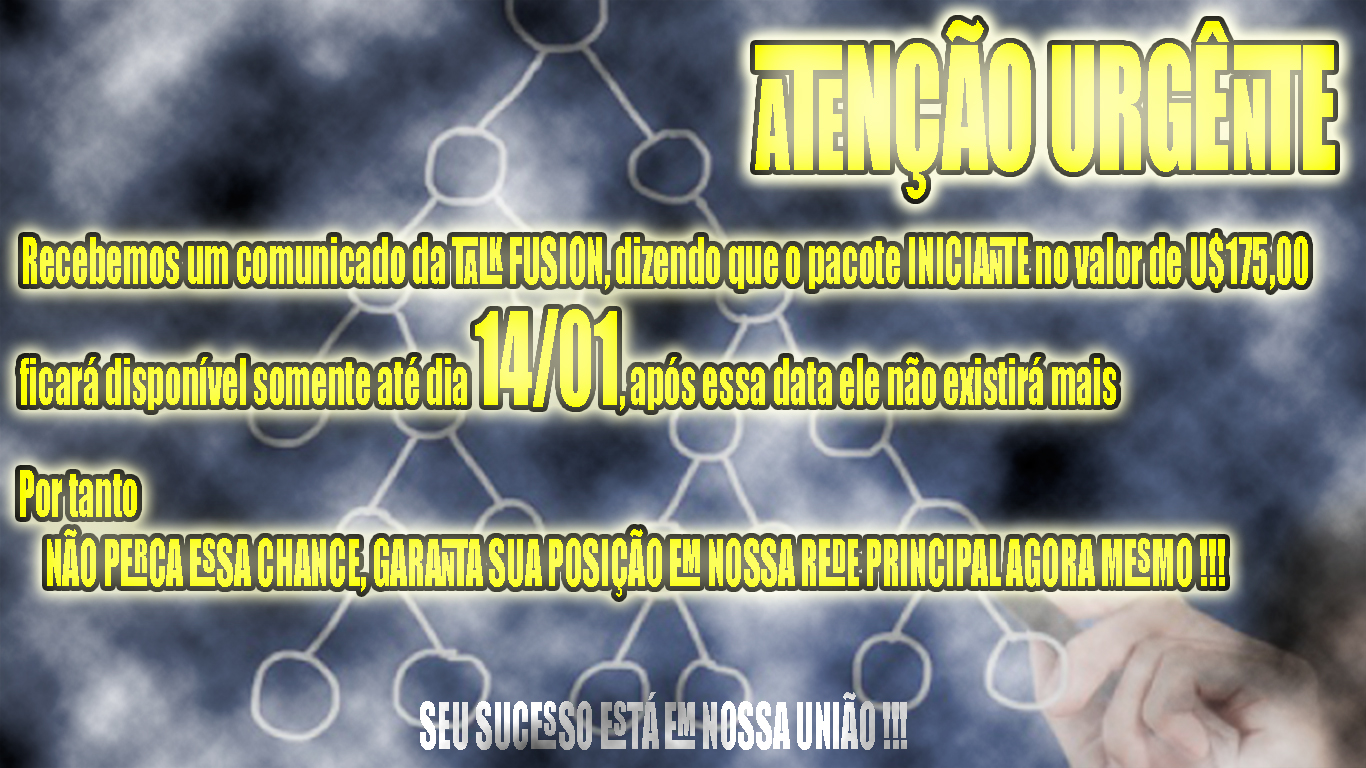 ATENÇÃO URGÊNTE
Recebemos um comunicado da TALK FUSION, dizendo que o pacote INICIANTE no valor de U$175,00
ficará disponível somente até dia 14/01, após essa data ele não existirá mais
Por tanto
NÃO PERCA ESSA CHANCE, GARANTA SUA POSIÇÃO EM NOSSA REDE PRINCIPAL AGORA MESMO !!!
SEU SUCESSO ESTÁ EM NOSSA UNIÃO !!!